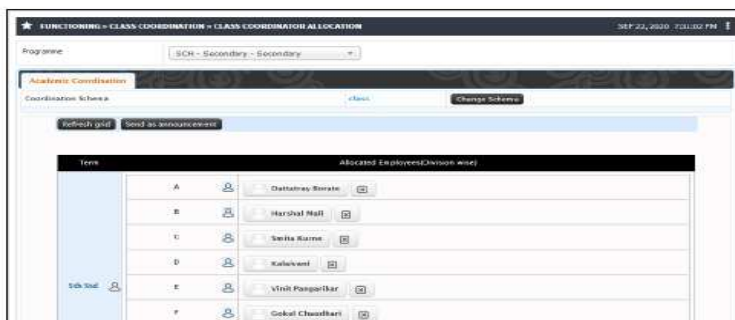 FUNCTIONING » CLASS COORDINATION » CLASS COORDINATOR ALLOCATION SEP 22, 2020 7:31:02 PM
Programme SCH - Secondary - Secondary
Academic Coordination
Coordination Schema class Change Schema
Refresh grid Send as announcement
Term Allocated Employees(Division wise)
A Dattatray Borate
B Harshal Mali
C Smita Kurne
D Kalaivani
5th Std E Vinit Pangarikar
F Gokul Chaudhari